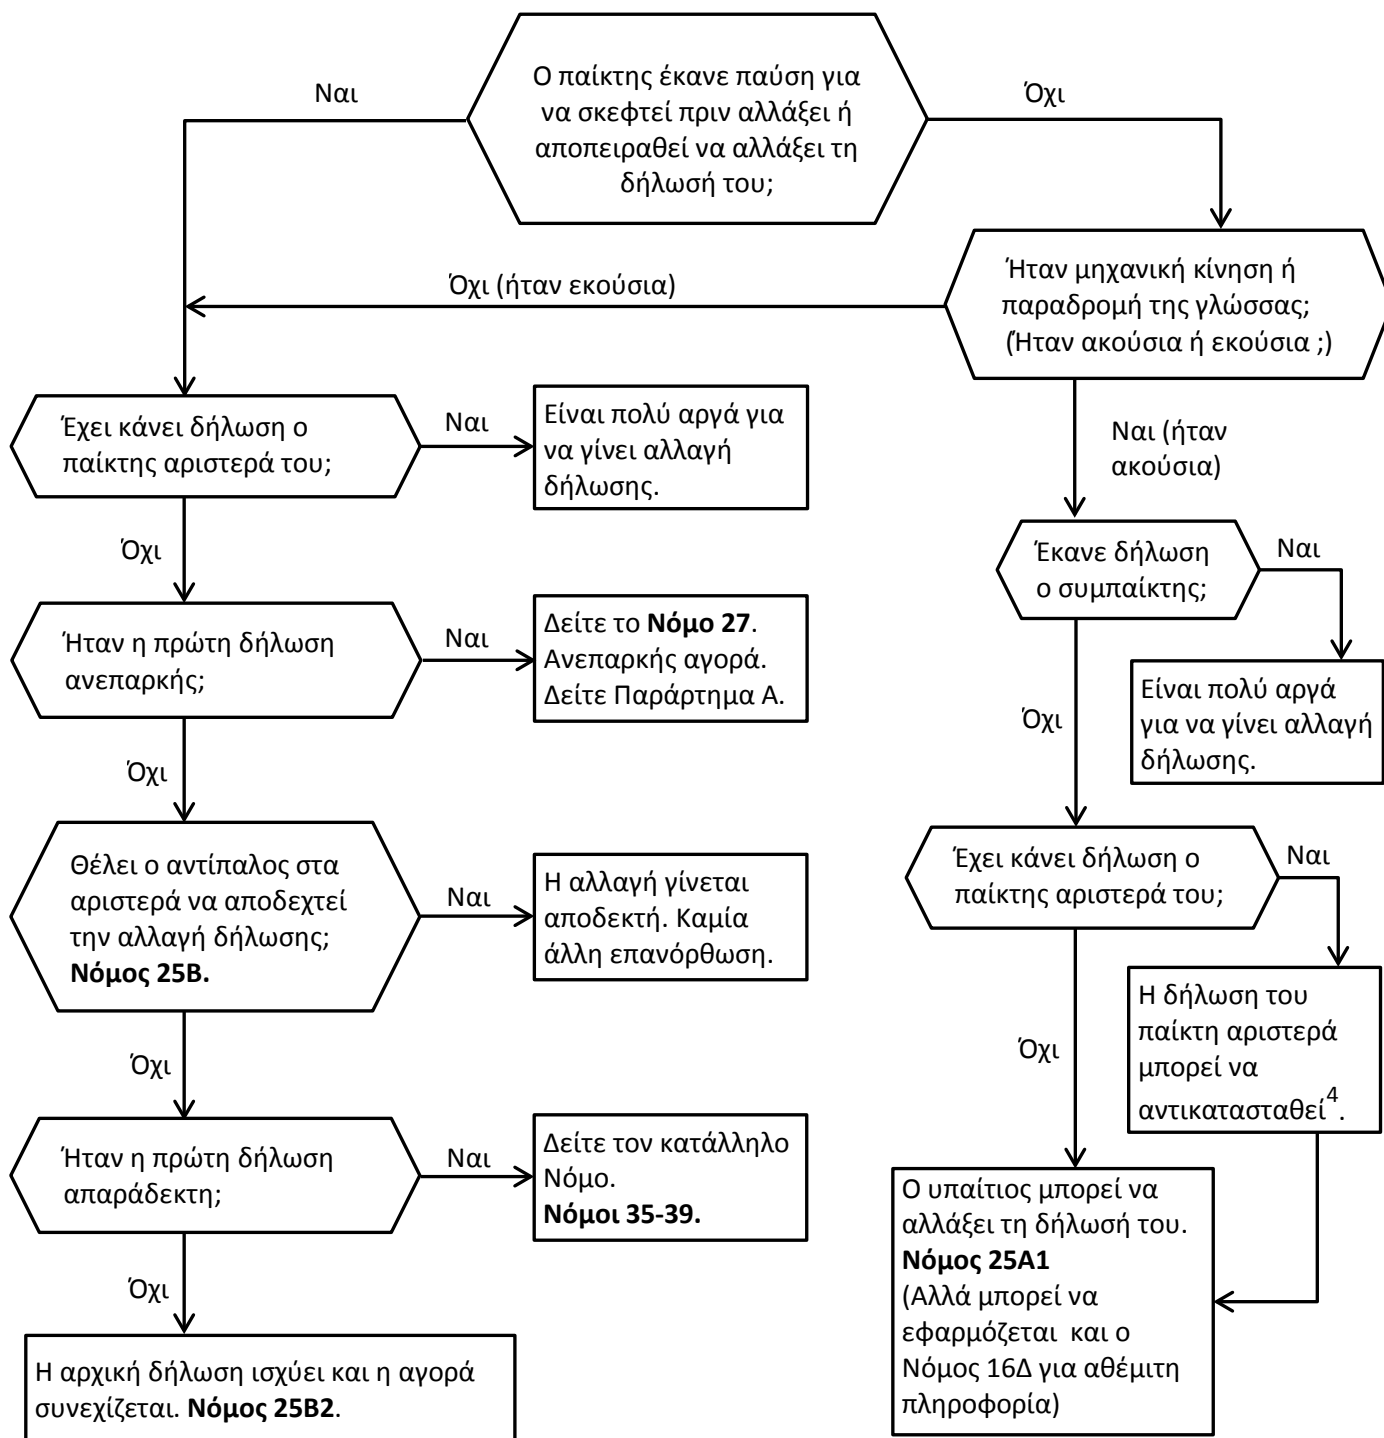 Ο παίκτης έκανε παύση για
να σκεφτεί πριν αλλάξει ή
αποπειραθεί να αλλάξει τη
δήλωσή του;
Ναι
Όχι
Ήταν μηχανική κίνηση ή
παραδρομή της γλώσσας;
(Ήταν ακούσια ή εκούσια ;)
Όχι (ήταν εκούσια)
Έχει κάνει δήλωση ο
παίκτης αριστερά του;
Ναι
Είναι πολύ αργά για
να γίνει αλλαγή
δήλωσης.
Ναι (ήταν
ακούσια)
Όχι
Έκανε δήλωση
ο συμπαίκτης;
Ναι
Ήταν η πρώτη δήλωση
ανεπαρκής;
Ναι
Δείτε το Νόμο 27.
Ανεπαρκής αγορά.
Δείτε Παράρτημα Α.
Είναι πολύ αργά
για να γίνει αλλαγή
δήλωσης.
Όχι
Όχι
Θέλει ο αντίπαλος στα
αριστερά να αποδεχτεί
την αλλαγή δήλωσης;
Νόμος 25Β.
Ναι
Η αλλαγή γίνεται
αποδεκτή. Καμία
άλλη επανόρθωση.
Έχει κάνει δήλωση ο
παίκτης αριστερά του;
Ναι
Η δήλωση του
παίκτη αριστερά
μπορεί να
αντικατασταθεί⁴.
Όχι
Όχι
Ήταν η πρώτη δήλωση
απαράδεκτη;
Ναι
Δείτε τον κατάλληλο
Νόμο.
Νόμοι 35-39.
Ο υπαίτιος μπορεί να
αλλάξει τη δήλωσή του.
Νόμος 25Α1
(Αλλά μπορεί να
εφαρμόζεται και ο
Νόμος 16Δ για αθέμιτη
πληροφορία)
Όχι
Η αρχική δήλωση ισχύει και η αγορά
συνεχίζεται. Νόμος 25Β2.